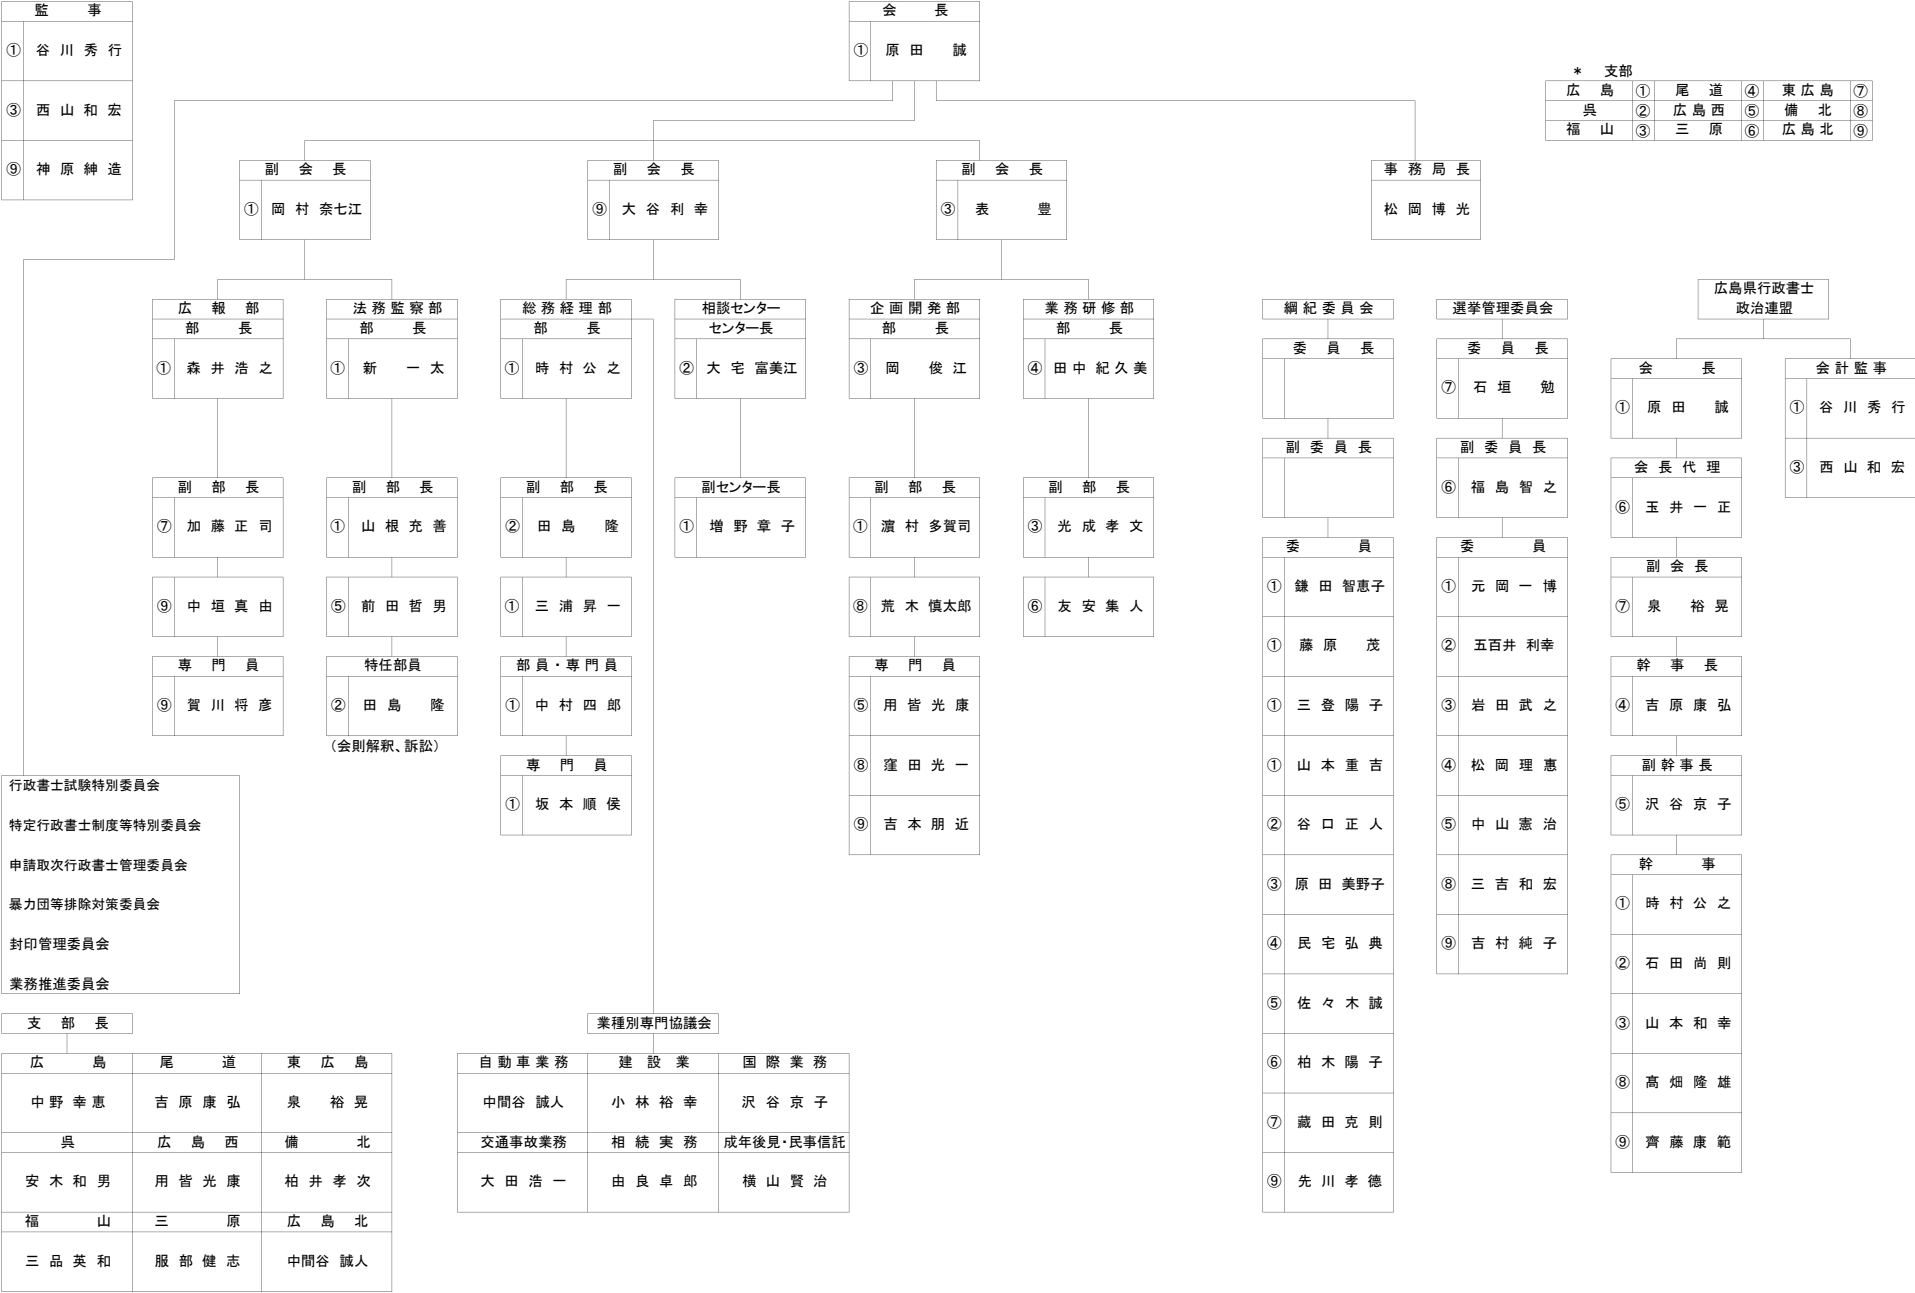 監事
① 谷川秀行
③ 西山和宏
⑨ 神原紳造
会長
① 原田 誠
* 支部
広島 ① 尾道 ④ 東広島 ⑦
呉 ② 広島西 ⑤ 備北 ⑧
福山 ③ 三原 ⑥ 広島北 ⑨
副会長
① 岡村 奈七江
副会長
⑨ 大谷利幸
副会長
③ 表 豊
事務局長
松岡博光
広報部
部長
① 森井浩之
副部長
⑦ 加藤正司
⑨ 中垣真由
専門員
⑨ 賀川将彦
法務監察部
部長
① 新 一太
副部長
① 山根充善
⑤ 前田哲男
特任部員
② 田島 隆
(会則解釈、訴訟)
総務経理部
部長
① 時村公之
副部長
② 田島 隆
① 三浦昇一
部員・専門員
① 中村四郎
専門員
① 坂本順侯
相談センター
センター長
② 大宅 富美江
副センター長
① 増野章子
企画開発部
部長
③ 岡 俊江
副部長
① 濵村 多賀司
⑧ 荒木 慎太郎
専門員
⑤ 用皆光康
⑧ 窪田光一
⑨ 吉本朋近
業務研修部
部長
④ 田中紀久美
副部長
③ 光成孝文
⑥ 友安集人
綱紀委員会
委員長
副委員長
委員
① 鎌田 智恵子
① 藤原 茂
① 三登陽子
① 山本重吉
② 谷口正人
③ 原田 美野子
④ 民宅弘典
⑤ 佐々木誠
⑥ 柏木陽子
⑦ 藏田克則
⑨ 先川孝德
選挙管理委員会
委員長
⑦ 石垣 勉
副委員長
⑥ 福島智之
委員
① 元岡一博
② 五百井 利幸
③ 岩田武之
④ 松岡理惠
⑤ 中山憲治
⑧ 三吉和宏
⑨ 吉村純子
広島県行政書士
政治連盟
会長
① 原田 誠
会長代理
⑥ 玉井一正
副会長
⑦ 泉 裕晃
幹事長
④ 吉原康弘
副幹事長
⑤ 沢谷京子
幹事
① 時村公之
② 石田尚則
③ 山本和幸
⑧ 髙畑隆雄
⑨ 齊藤康範
会計監事
① 谷川秀行
③ 西山和宏
行政書士試験特別委員会
特定行政書士制度等特別委員会
申請取次行政書士管理委員会
暴力団等排除対策委員会
封印管理委員会
業務推進委員会
支部長
広島 尾道 東広島
中野幸恵 吉原康弘 泉 裕晃
呉 広島西 備北
安木和男 用皆光康 柏井孝次
福山 三原 広島北
三品英和 服部健志 中間谷 誠人
業種別専門協議会
自動車業務 建設業 国際業務
中間谷 誠人 小林裕幸 沢谷京子
交通事故業務 相続実務 成年後見・民事信託
大田浩一 由良卓郎 横山賢治